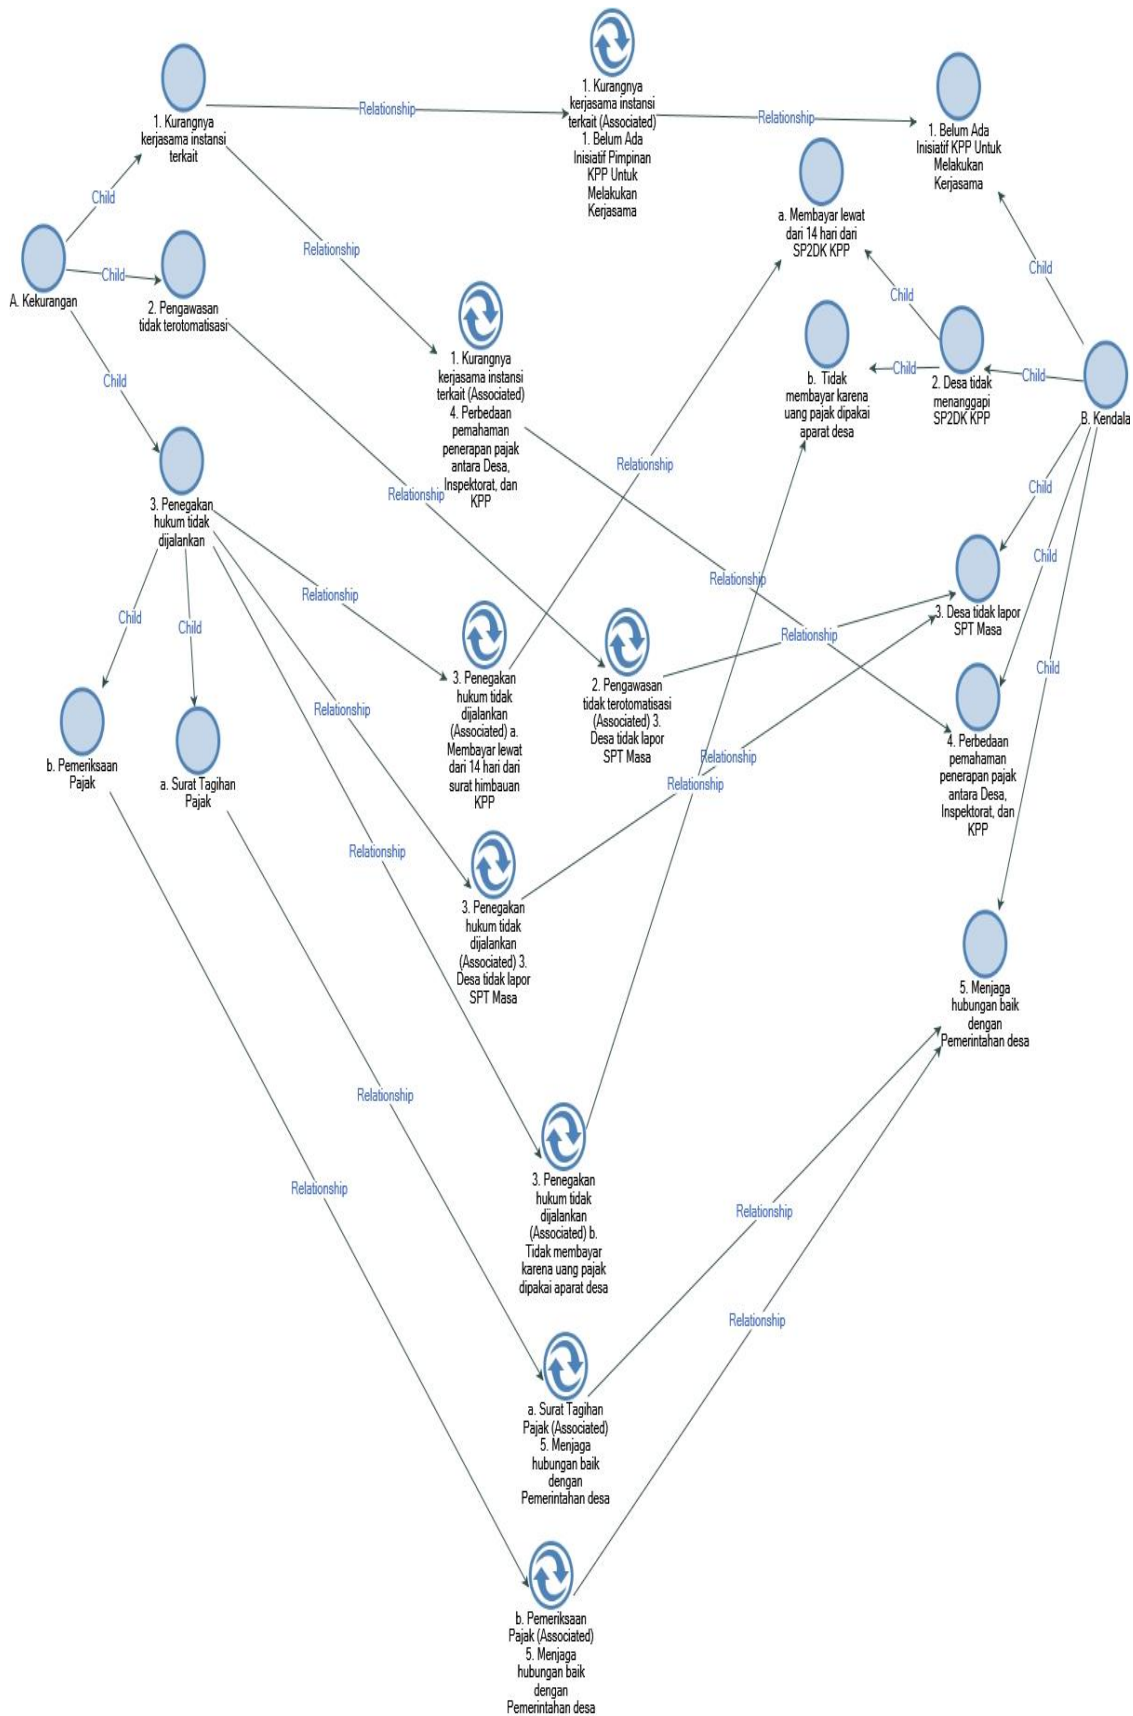 1. Kurangnya
kerjasama instansi
terkait
Relationship
1. Kurangnya
kerjasama instansi
terkait (Associated)
1. Belum Ada
Inisiatif Pimpinan
KPP Untuk
Melakukan
Kerjasama
Relationship
1. Belum Ada
Inisiatif KPP Untuk
Melakukan
Kerjasama
Child
Relationship
a. Membayar lewat
dari 14 hari dari
SP2DK KPP
Child
A. Kekurangan
Child
2. Pengawasan
tidak terotomatisasi
Child
Child
1. Kurangnya
kerjasama instansi
terkait (Associated)
4. Perbedaan
pemahaman
penerapan pajak
antara Desa,
Inspektorat, dan
KPP
b. Tidak
membayar karena
uang pajak dipakai
aparat desa
Child
2. Desa tidak
menanggapi
SP2DK KPP
Child
B. Kendala
Child
Relationship
Relationship
Child
3. Penegakan
hukum tidak
dijalankan
Relationship
Child
Relationship
Child
Child
3. Desa tidak lapor
SPT Masa
Relationship
Child
3. Penegakan
hukum tidak
dijalankan
(Associated) a.
Membayar lewat
dari 14 hari dari
surat himbauan
KPP
2. Pengawasan
tidak terotomatisasi
(Associated) 3.
Desa tidak lapor
SPT Masa
Relationship
Relationship
Relationship
4. Perbedaan
pemahaman
penerapan pajak
antara Desa,
Inspektorat, dan
KPP
b. Pemeriksaan
Pajak
a. Surat Tagihan
Pajak
Relationship
3. Penegakan
hukum tidak
dijalankan
(Associated) 3.
Desa tidak lapor
SPT Masa
5. Menjaga
hubungan baik
dengan
Pemerintahan desa
Relationship
Relationship
3. Penegakan
hukum tidak
dijalankan
(Associated) b.
Tidak membayar
karena uang pajak
dipakai aparat desa
Relationship
Relationship
a. Surat Tagihan
Pajak (Associated)
5. Menjaga
hubungan baik
dengan
Pemerintahan desa
b. Pemeriksaan
Pajak (Associated)
5. Menjaga
hubungan baik
dengan
Pemerintahan desa